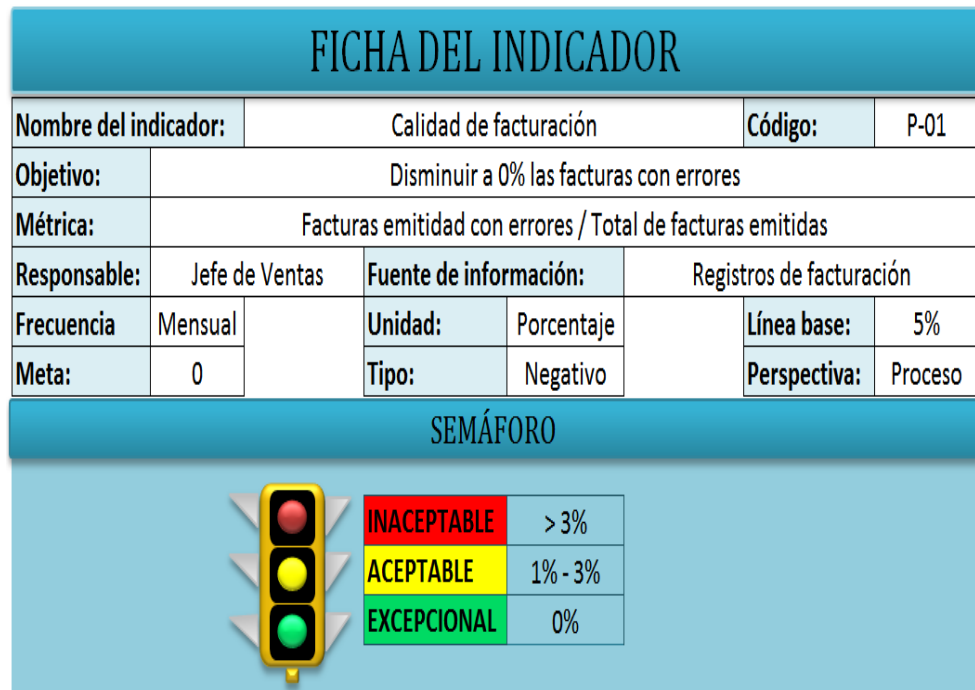 FICHA DEL INDICADOR
Nombre del indicador: Calidad de facturación Código: P-01
Objetivo: Disminuir a 0% las facturas con errores
Métrica: Facturas emitidad con errores / Total de facturas emitidas
Responsable: Jefe de Ventas Fuente de información: Registros de facturación
Frecuencia Mensual Unidad: Porcentaje Línea base: 5%
Meta: 0 Tipo: Negativo Perspectiva: Proceso
SEMÁFORO
INACEPTABLE > 3%
ACEPTABLE 1% - 3%
EXCEPCIONAL 0%